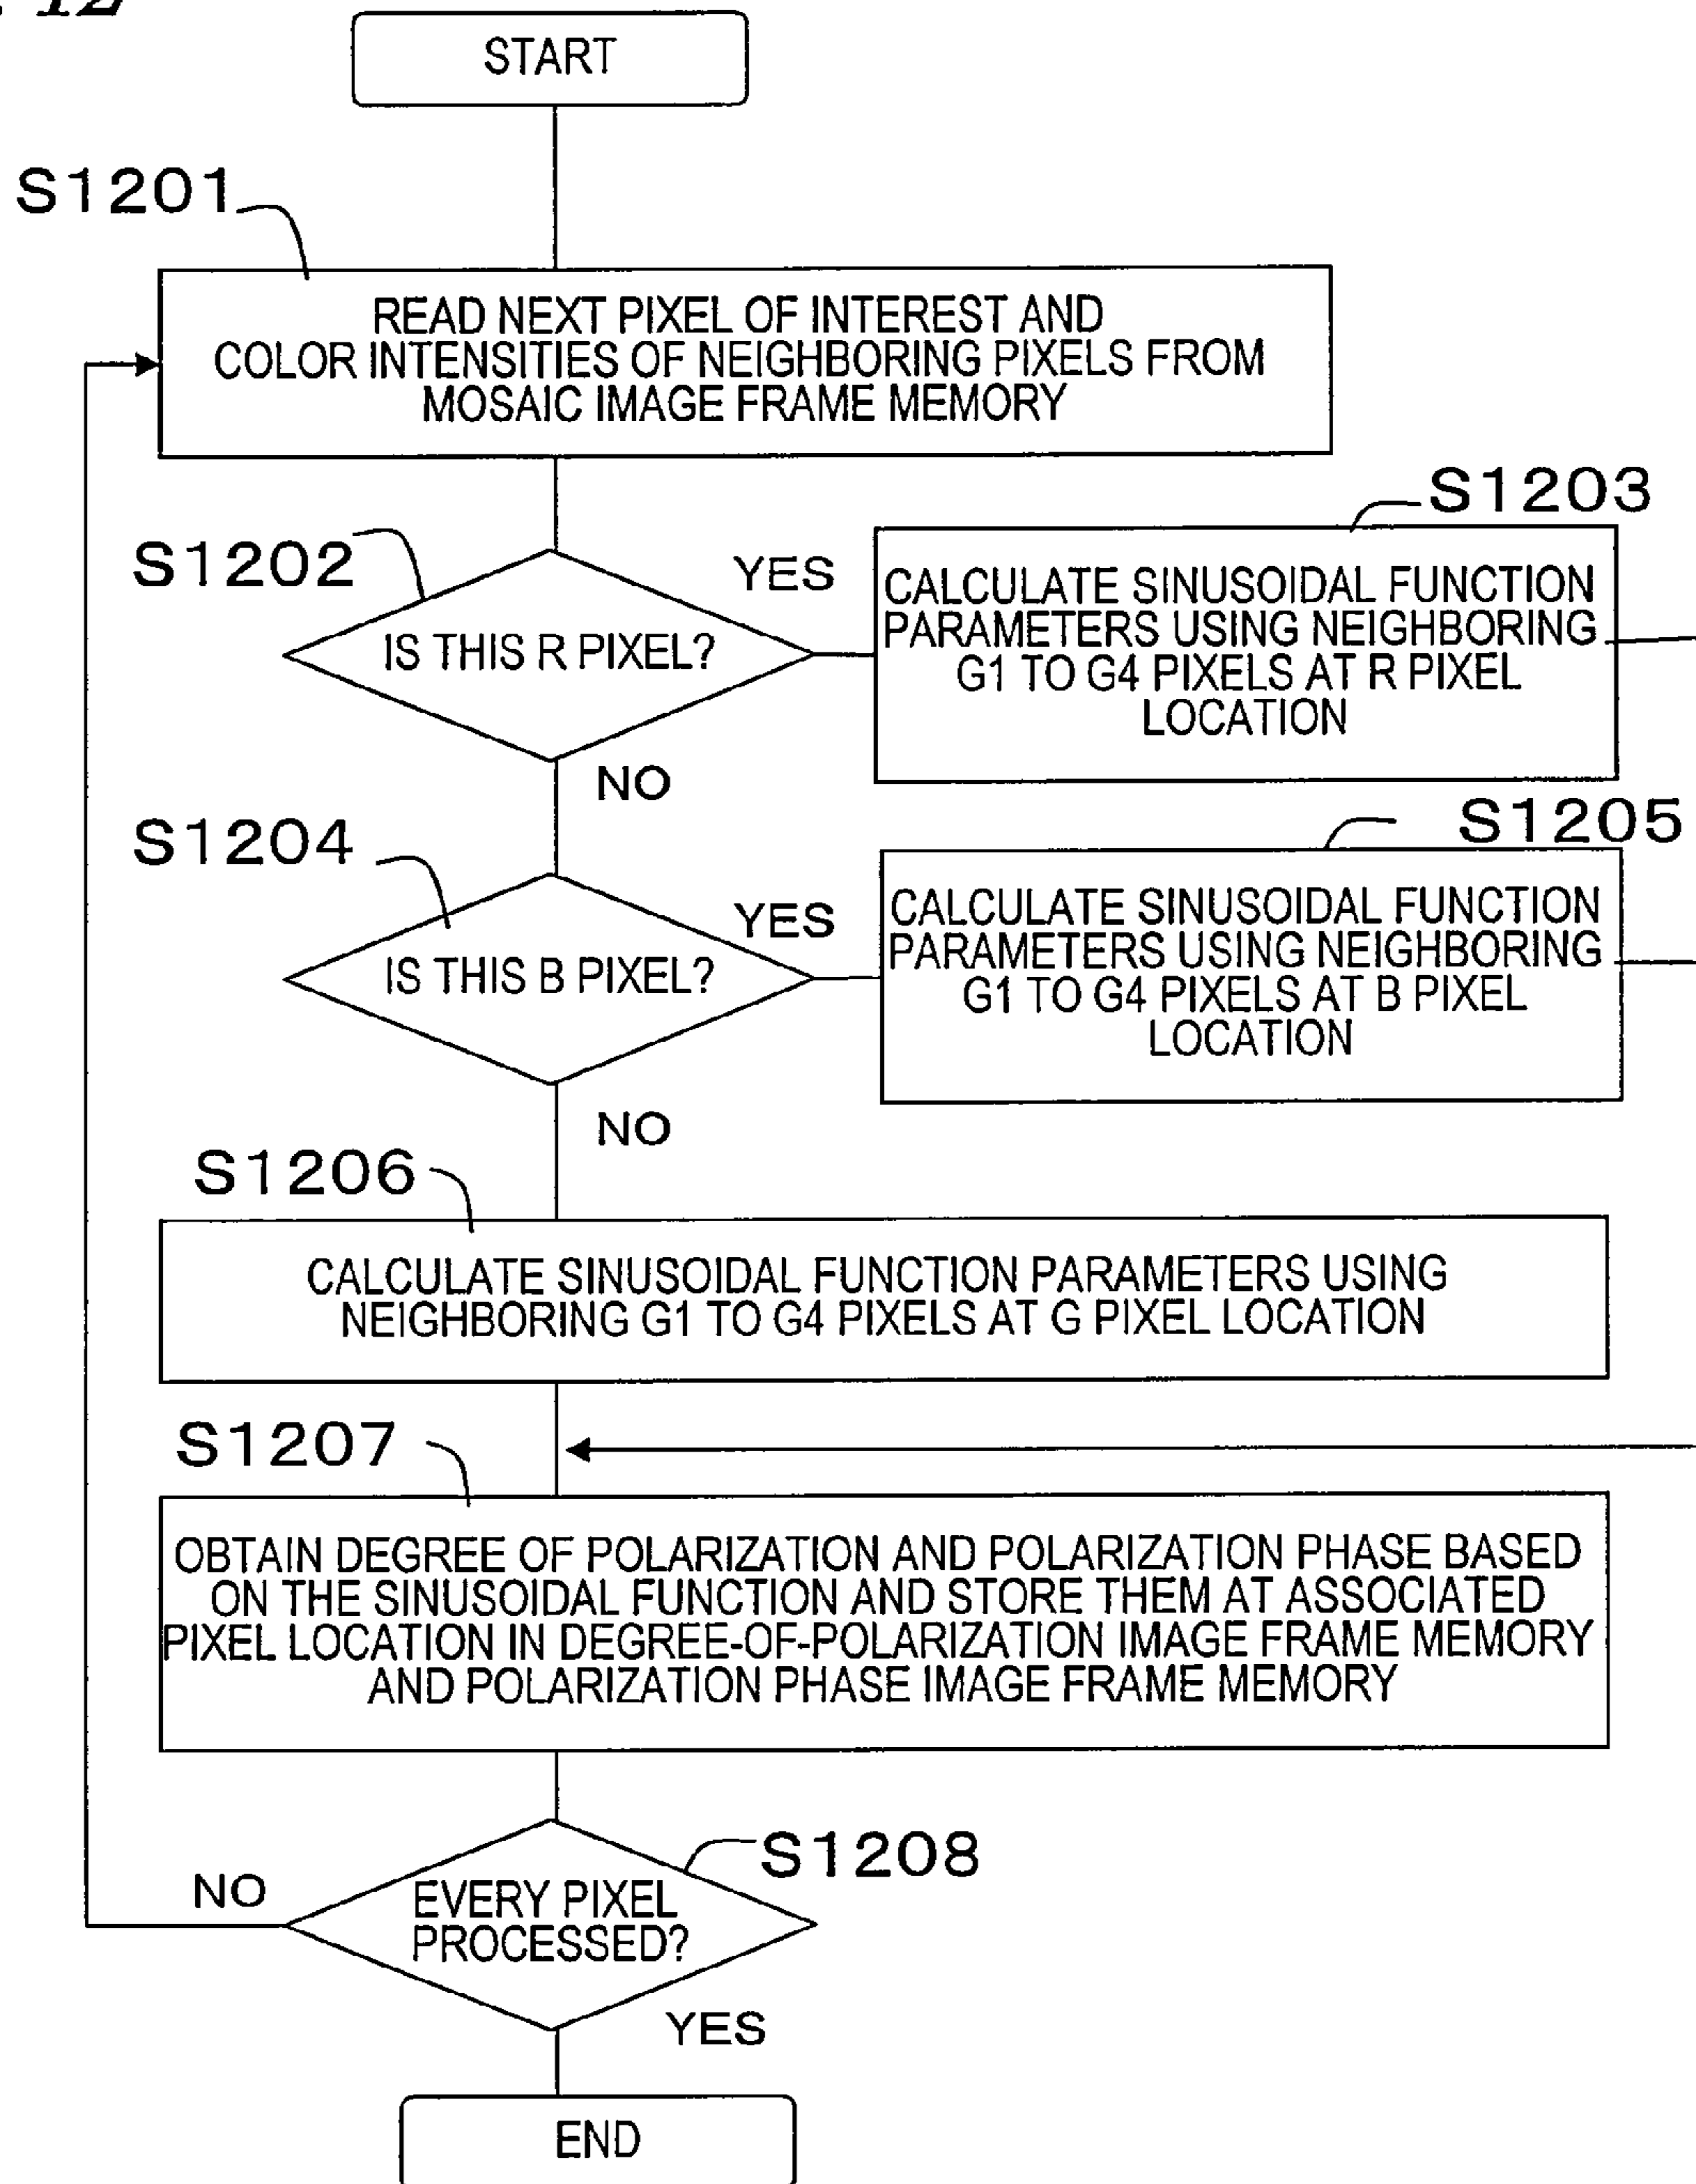 12
START
S1201
READ NEXT PIXEL OF INTEREST AND
COLOR INTENSITIES OF NEIGHBORING PIXELS FROM
MOSAIC IMAGE FRAME MEMORY
S1202
IS THIS R PIXEL?
YES
NO
S1203
CALCULATE SINUSOIDAL FUNCTION
PARAMETERS USING NEIGHBORING
G1 TO G4 PIXELS AT R PIXEL
LOCATION
S1204
IS THIS B PIXEL?
YES
NO
S1205
CALCULATE SINUSOIDAL FUNCTION
PARAMETERS USING NEIGHBORING
G1 TO G4 PIXELS AT B PIXEL
LOCATION
S1206
CALCULATE SINUSOIDAL FUNCTION PARAMETERS USING
NEIGHBORING G1 TO G4 PIXELS AT G PIXEL LOCATION
S1207
OBTAIN DEGREE OF POLARIZATION AND POLARIZATION PHASE BASED
ON THE SINUSOIDAL FUNCTION AND STORE THEM AT ASSOCIATED
PIXEL LOCATION IN DEGREE-OF-POLARIZATION IMAGE FRAME MEMORY
AND POLARIZATION PHASE IMAGE FRAME MEMORY
S1208
EVERY PIXEL
PROCESSED?
NO
YES
END